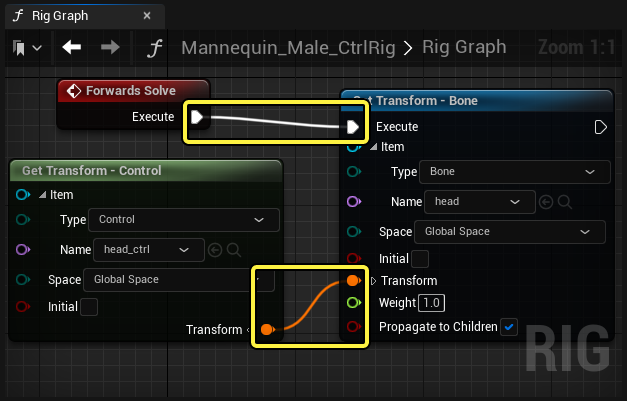 Rig Graph
Mannequin_Male_CtrlRig > Rig Graph
Zoom 1:1
Forwards Solve
Execute
Get Transform - Control
Item
Type Control
Name head_ctrl
Space Global Space
Initial
Transform
Transform - Bone
Execute
Item
Type Bone
Name head
Space Global Space
Initial
Transform
Weight 1.0
Propagate to Children
RIG